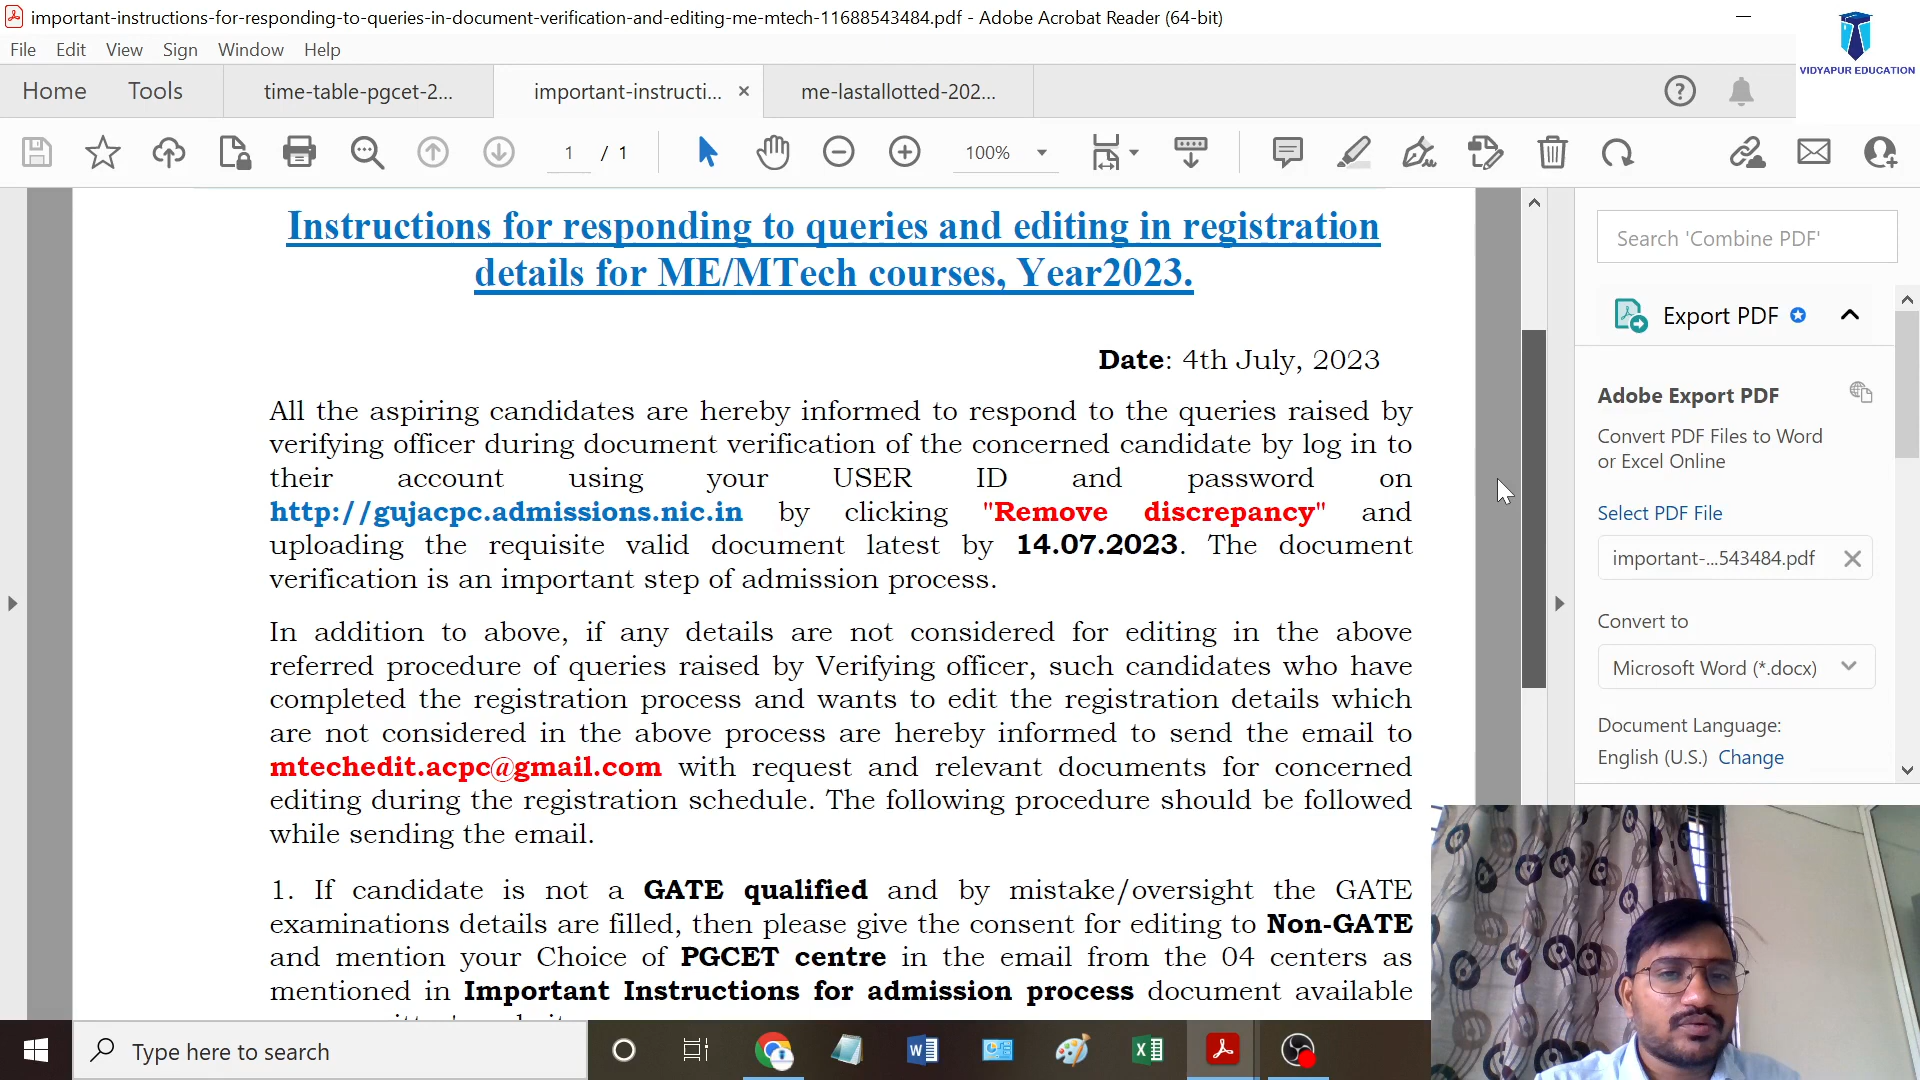 important-instructions-for-responding-to-queries-in-document-verification-and-editing-me-mtech-11688543484.pdf - Adobe Acrobat Reader (64-bit)
VIDYAPUR EDUCATION
File Edit View Sign Window Help
Home Tools time-table-pgcet-2... important-instructi... × me-lastallotted-202...
1 / 1 100%
Instructions for responding to queries and editing in registration
details for ME/MTech courses, Year2023.
Date: 4th July, 2023
All the aspiring candidates are hereby informed to respond to the queries raised by
verifying officer during document verification of the concerned candidate by log in to
their account using your USER ID and password on
http://gujacpc.admissions.nic.in by clicking "Remove discrepancy" and
uploading the requisite valid document latest by 14.07.2023. The document
verification is an important step of admission process.
In addition to above, if any details are not considered for editing in the above
referred procedure of queries raised by Verifying officer, such candidates who have
completed the registration process and wants to edit the registration details which
are not considered in the above process are hereby informed to send the email to
mtechedit.acpc@gmail.com with request and relevant documents for concerned
editing during the registration schedule. The following procedure should be followed
while sending the email.
1. If candidate is not a GATE qualified and by mistake/oversight the GATE
examinations details are filled, then please give the consent for editing to Non-GATE
and mention your Choice of PGCET centre in the email from the 04 centers as
mentioned in Important Instructions for admission process document available
Search 'Combine PDF'
Export PDF
Adobe Export PDF
Convert PDF Files to Word
or Excel Online
Select PDF File
important-...543484.pdf
Convert to
Microsoft Word (*.docx)
Document Language:
English (U.S.) Change
Type here to search